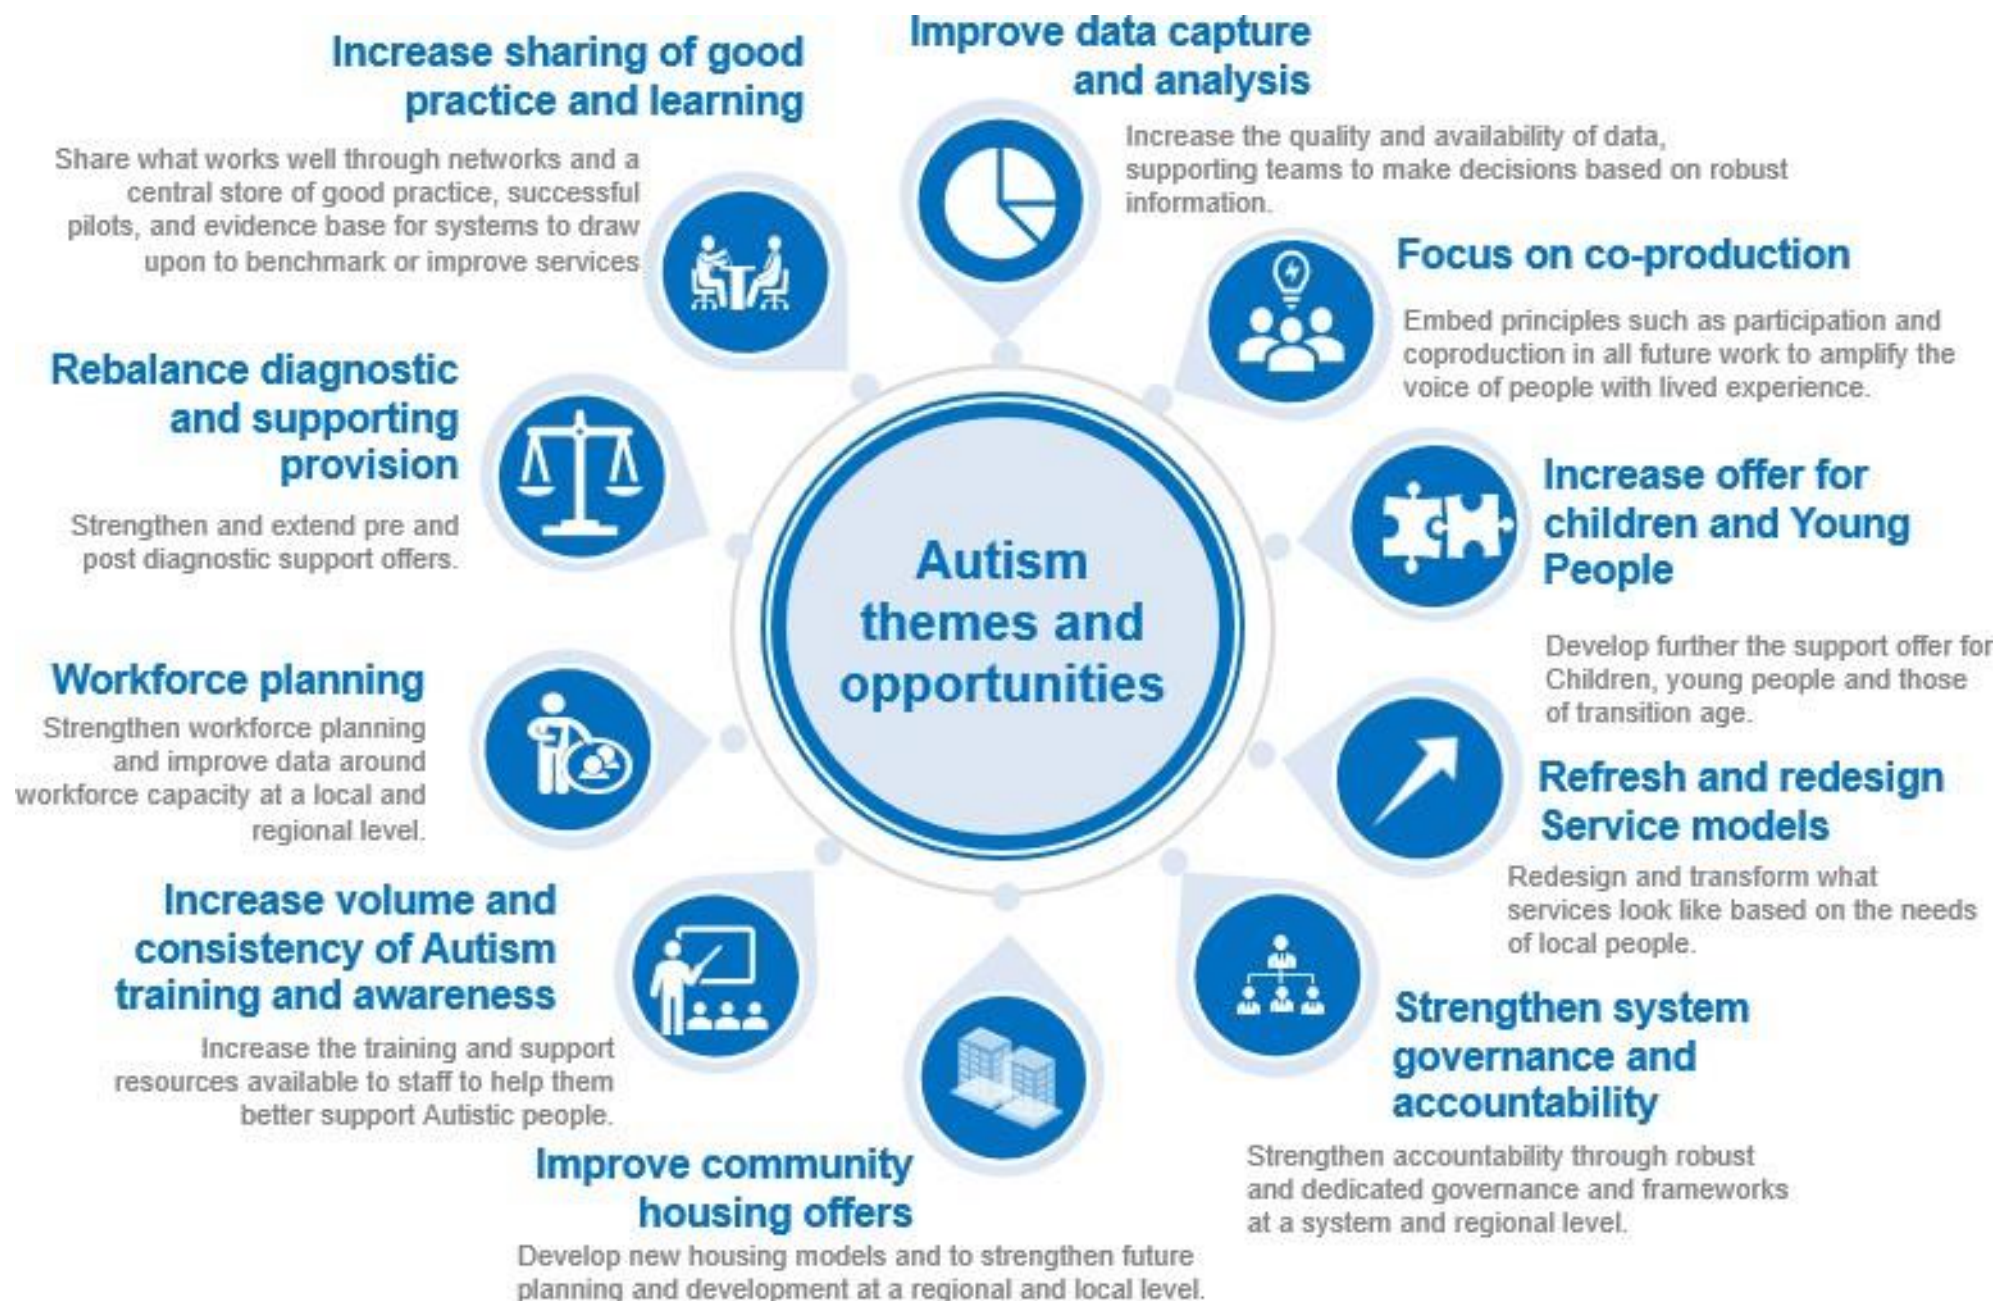 Improve data capture
and analysis
Increase the quality and availability of data,
supporting teams to make decisions based on robust
information.
Focus on co-production
Embed principles such as participation and
coproduction in all future work to amplify the
voice of people with lived experience.
Increase offer for
children and Young
People
Develop further the support offer for
Children, young people and those
of transition age.
Refresh and redesign
Service models
Redesign and transform what
services look like based on the needs
of local people.
Strengthen system
governance and
accountability
Strengthen accountability through robust
and dedicated governance and frameworks
at a system and regional level.
Improve community
housing offers
Develop new housing models and to strengthen future
planning and development at a regional and local level.
Increase volume and
consistency of Autism
training and awareness
Increase the training and support
resources available to staff to help them
better support Autistic people.
Workforce planning
Strengthen workforce planning
and improve data around
workforce capacity at a local and
regional level.
Rebalance diagnostic
and supporting
provision
Strengthen and extend pre and
post diagnostic support offers.
Increase sharing of good
practice and learning
Share what works well through networks and a
central store of good practice, successful
pilots, and evidence base for systems to draw
upon to benchmark or improve services
Autism
themes and
opportunities